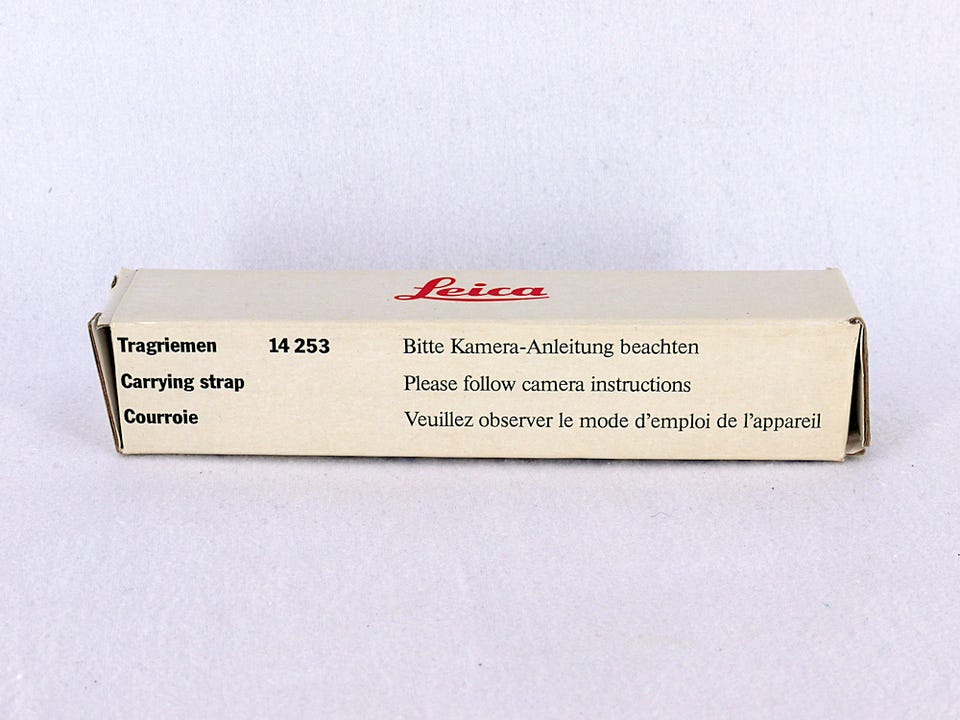 Leica
Tragriemen 14 253 Bitte Kamera-Anleitung beachten
Carrying strap Please follow camera instructions
Courroie Veuillez observer le mode d'emploi de l'appareil